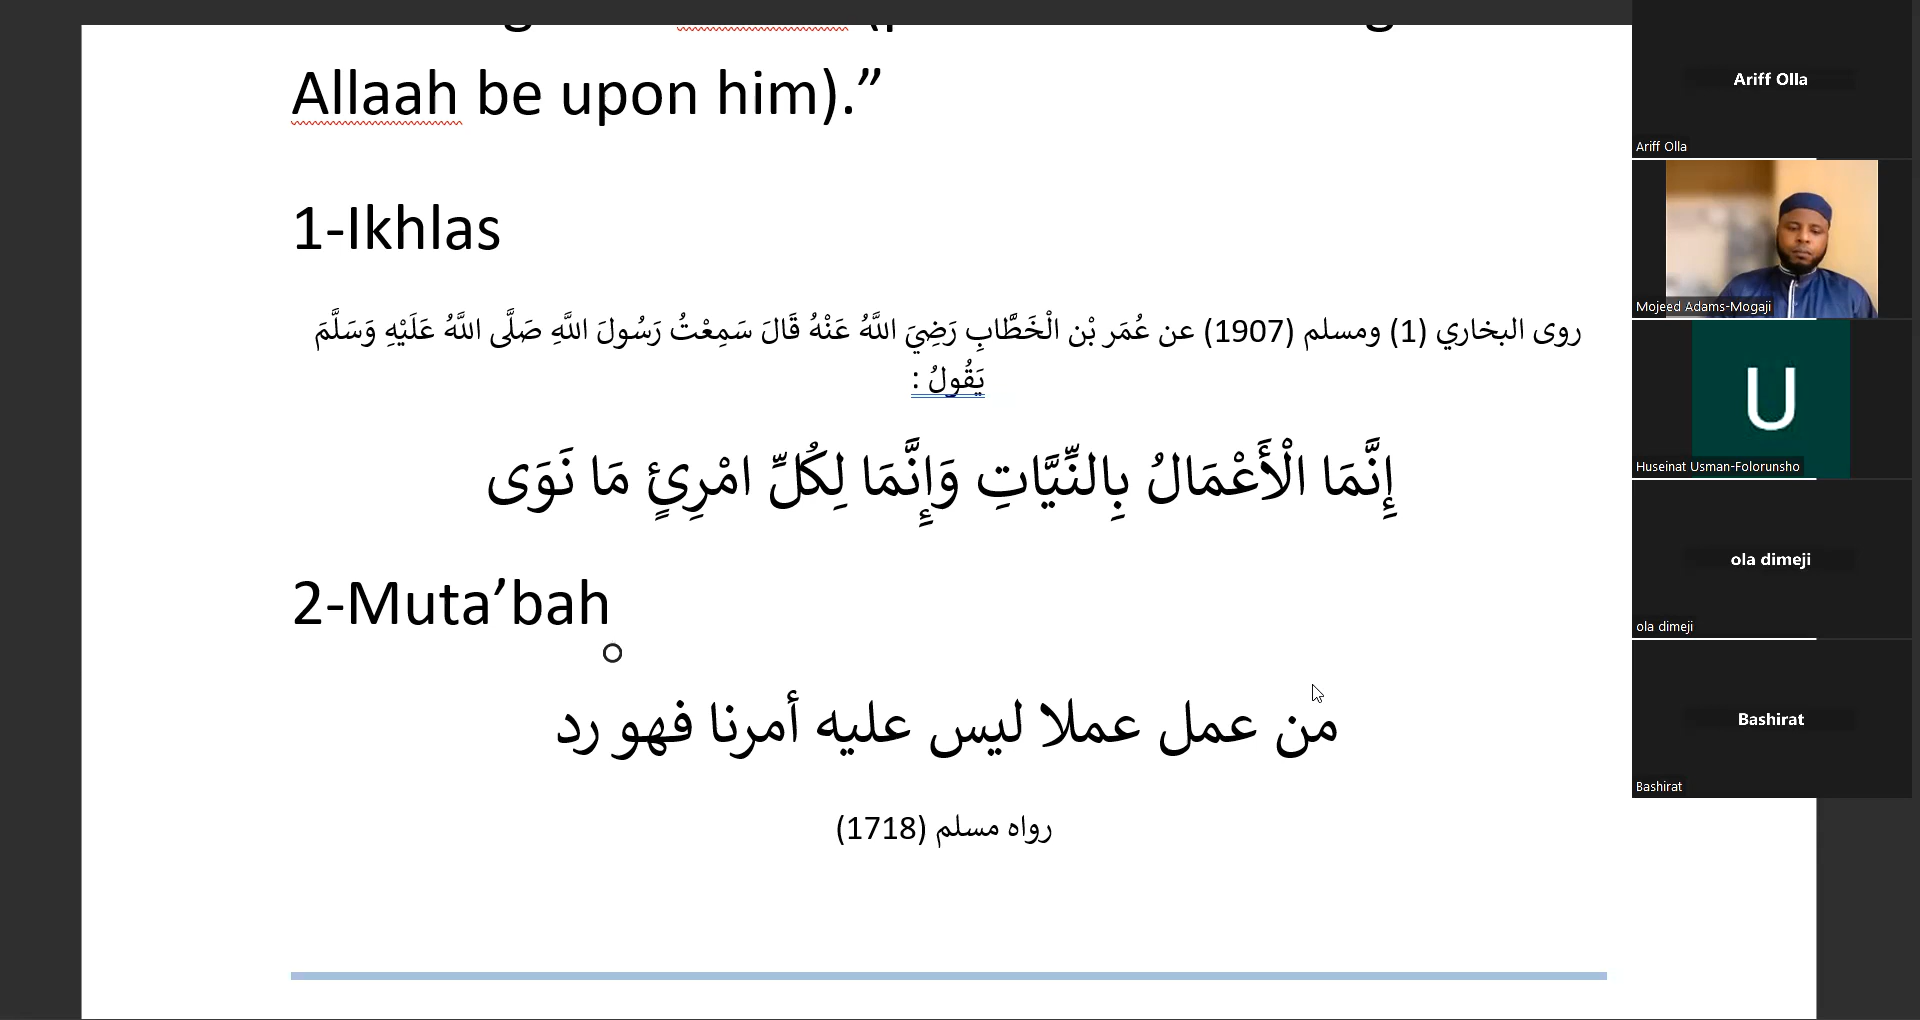 Allaah be upon him).”
1-Ikhlas
روى البخاري (1) ومسلم (1907) عن عُمَر بْن الْخَطَّابِ رَضِيَ اللَّهُ عَنْهُ قَالَ سَمِعْتُ رَسُولَ اللَّهِ صَلَّى اللَّهُ عَلَيْهِ وَسَلَّمَ
يَقُولُ :
إِنَّمَا الْأَعْمَالُ بِالنِّيَّاتِ وَإِنَّمَا لِكُلِّ امْرِئٍ مَا نَوَى
2-Muta’bah
من عمل عملا ليس عليه أمرنا فهو رد
رواه مسلم (1718)
Ariff Olla
Ariff Olla
Mojeed Adams-Mogaji
U
Huseinat Usman-Folorunsho
ola dimeji
ola dimeji
Bashirat
Bashirat